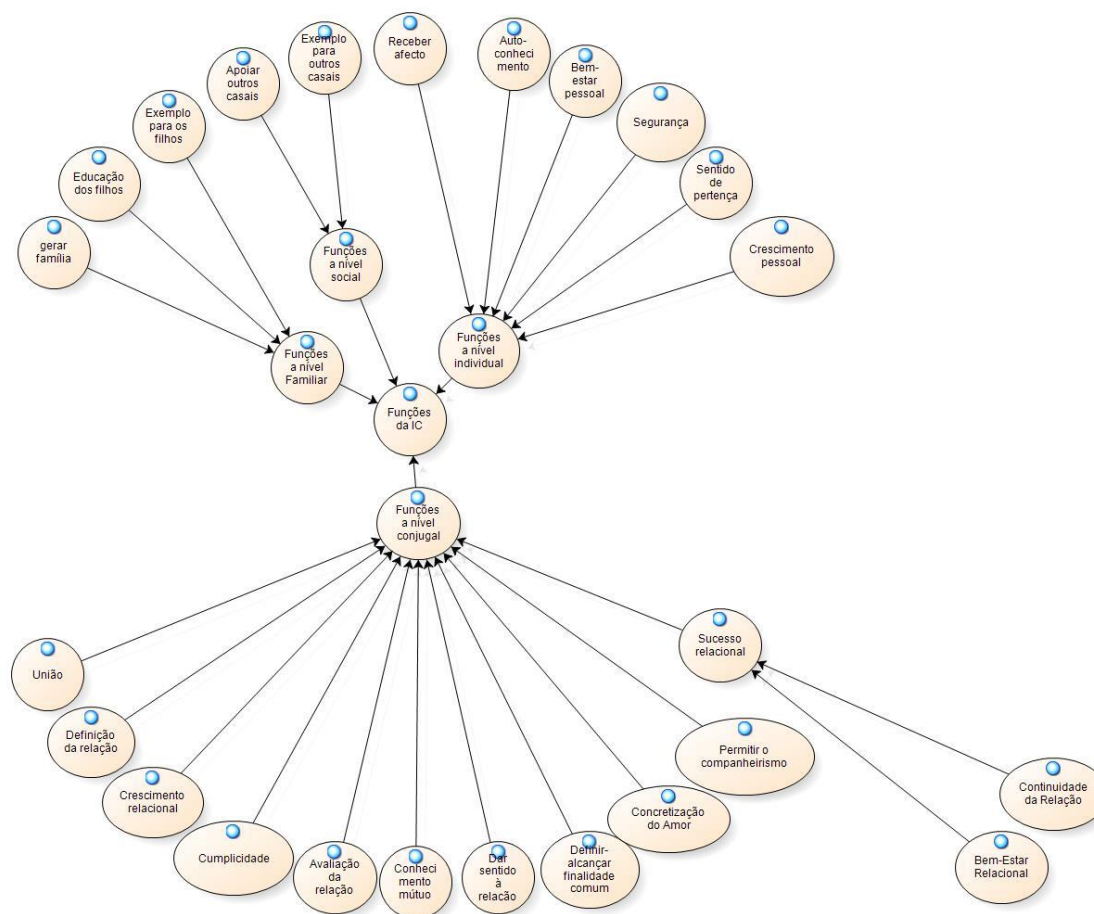 Exemplo
para
outros
casais
Receber
afecto
Auto-
conheci
mento
Apoiar
outros
casais
Bem-
estar
pessoal
Exemplo
para os
filhos
Segurança
Educação
dos filhos
Sentido
de
pertença
gerar
família
Funções
a nível
social
Crescimento
pessoal
Funções
a nível
Familiar
Funções
a nível
individual
Funções
da IC
Funções
a nível
conjugal
União
Sucesso
relacional
Definição
da relação
Permitir o
companheirismo
Crescimento
relacional
Concretização
do Amor
Continuidade
da Relação
Cumplicidade
Avaliação
da
relação
Conheci
mento
mútuo
Dar
sentido
à
relação
Definir-
alcançar
finalidade
comum
Bem-Estar
Relacional